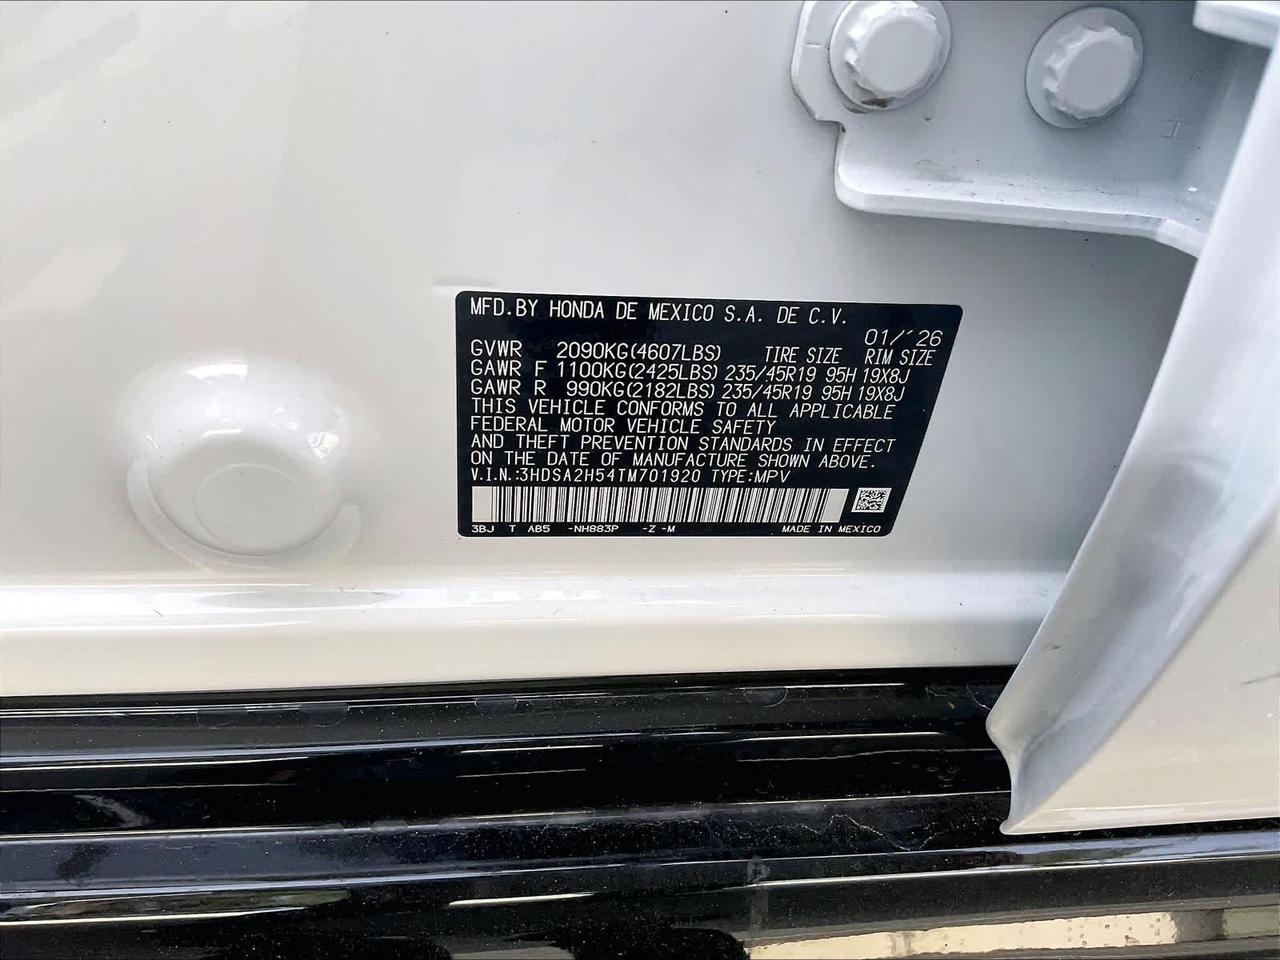 MFD.BY HONDA DE MEXICO S.A. DE C.V.
01/'26
GVWR 2090KG(4607LBS) TIRE SIZE RIM SIZE
GAWR F 1100KG(2425LBS) 235/45R19 95H 19X8J
GAWR R 990KG(2182LBS) 235/45R19 95H 19X8J
THIS VEHICLE CONFORMS TO ALL APPLICABLE
FEDERAL MOTOR VEHICLE SAFETY
AND THEFT PREVENTION STANDARDS IN EFFECT
ON THE DATE OF MANUFACTURE SHOWN ABOVE.
V.I.N.:3HDSA2H54TM701920 TYPE:MPV
3BJ T AB5 -NH883P -Z -M MADE IN MEXICO